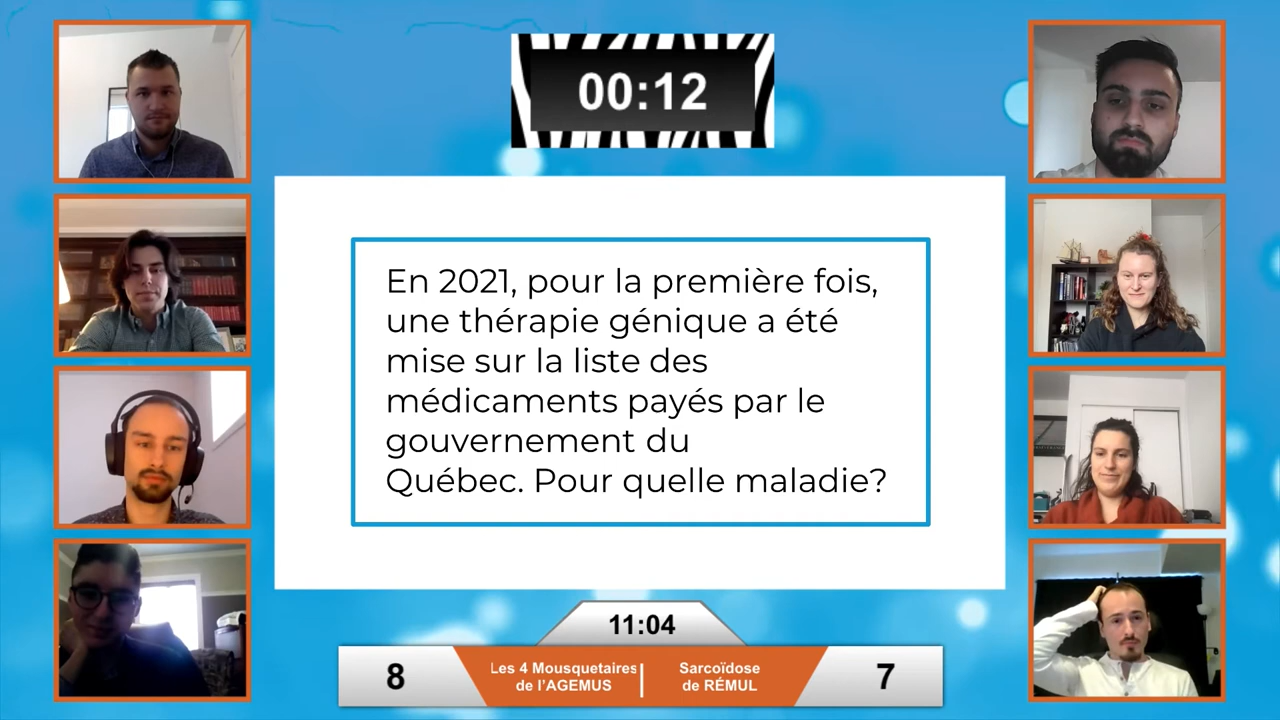 00:12
En 2021, pour la première fois,
une thérapie génique a été
mise sur la liste des
médicaments payés par le
gouvernement du
Québec. Pour quelle maladie?
11:04
8
Les 4 Mousquetaires
de l'AGEMUS
Sarcoïdose
de RÉMUL
7